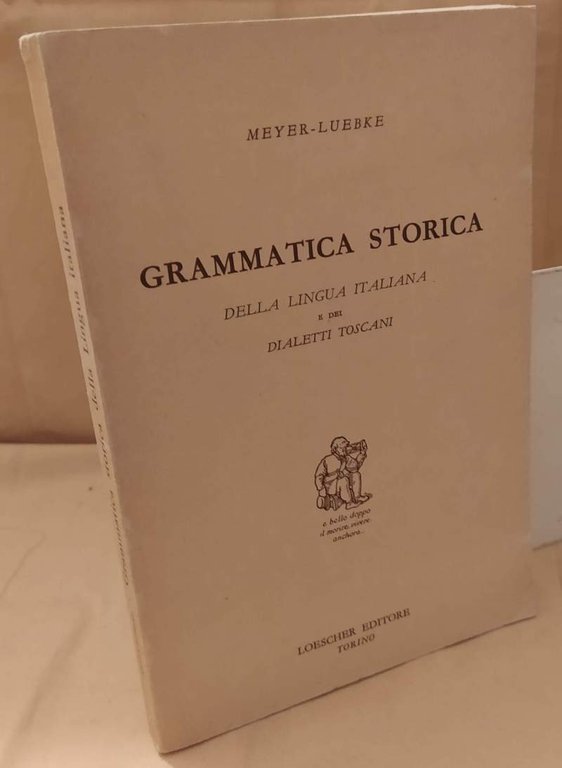 MEYER-LUEBKE
GRAMMATICA STORICA
DELLA LINGUA ITALIANA
E DEI
DIALETTI TOSCANI
e bello doppo
il morire, vivere
anchora...
LOESCHER EDITORE
TORINO
Grammatica storica della Lingua italiana